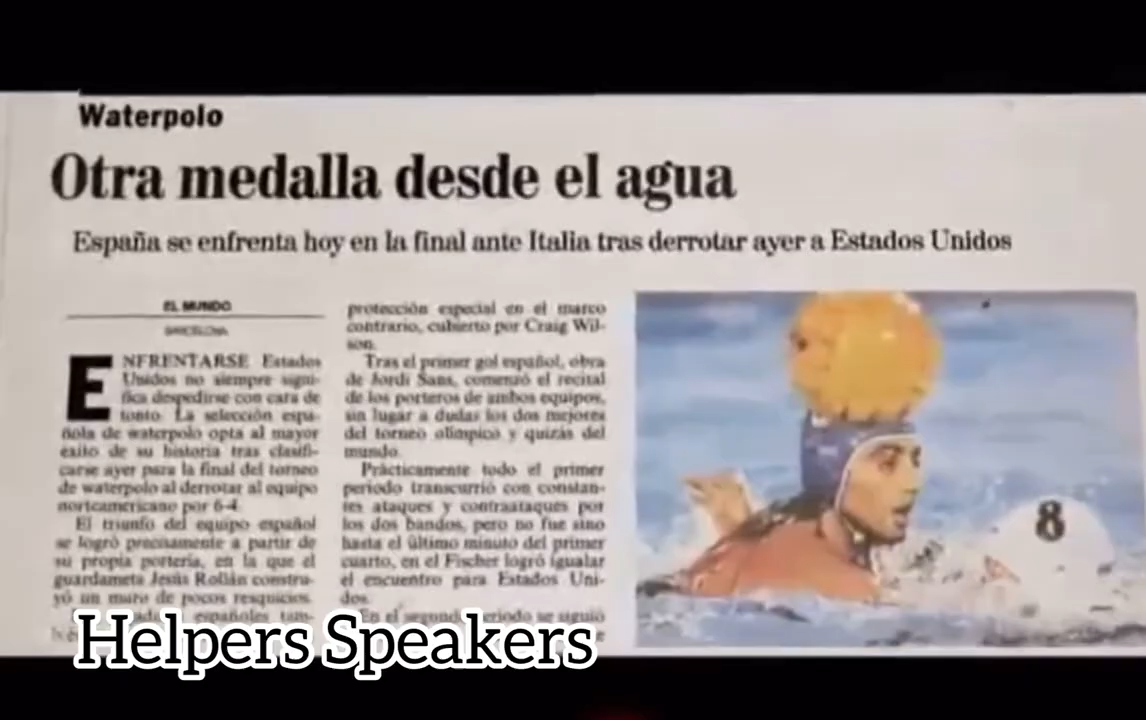 Waterpolo
Otra medalla desde el agua
España se enfrenta hoy en la final ante Italia tras derrotar ayer a Estados Unidos
EL MUNDO
BARCELONA
ENFRENTARSE Estados
Unidos no siempre signi-
fica despedirse con cara de
tonto. La selección espa-
ñola de waterpolo opta al mayor
éxito de su historia tras clasifi-
carse ayer para la final del torneo
de waterpolo al derrotar al equipo
norteamericano por 6-4.
El triunfo del equipo español
se logró precisamente a partir de
su propia portería, en la que el
guardameta Jesús Rollán constru-
yó un muro de pocos resquicios.
españoles tam-
protección especial en el marco
contrario, cubierto por Craig Wil-
son.
Tras el primer gol español, obra
de Jordi Sans, comenzó el recital
de los porteros de ambos equipos,
sin lugar a dudas los dos mejores
del torneo olímpico y quizás del
mundo.
Prácticamente todo el primer
periodo transcurrió con constan-
tes ataques y contraataques por
los dos bandos, pero no fue sino
hasta el último minuto del primer
cuarto, en el Fischer logró igualar
el encuentro para Estados Uni-
dos.
En el segundo periodo se siguió
8
Helpers Speakers